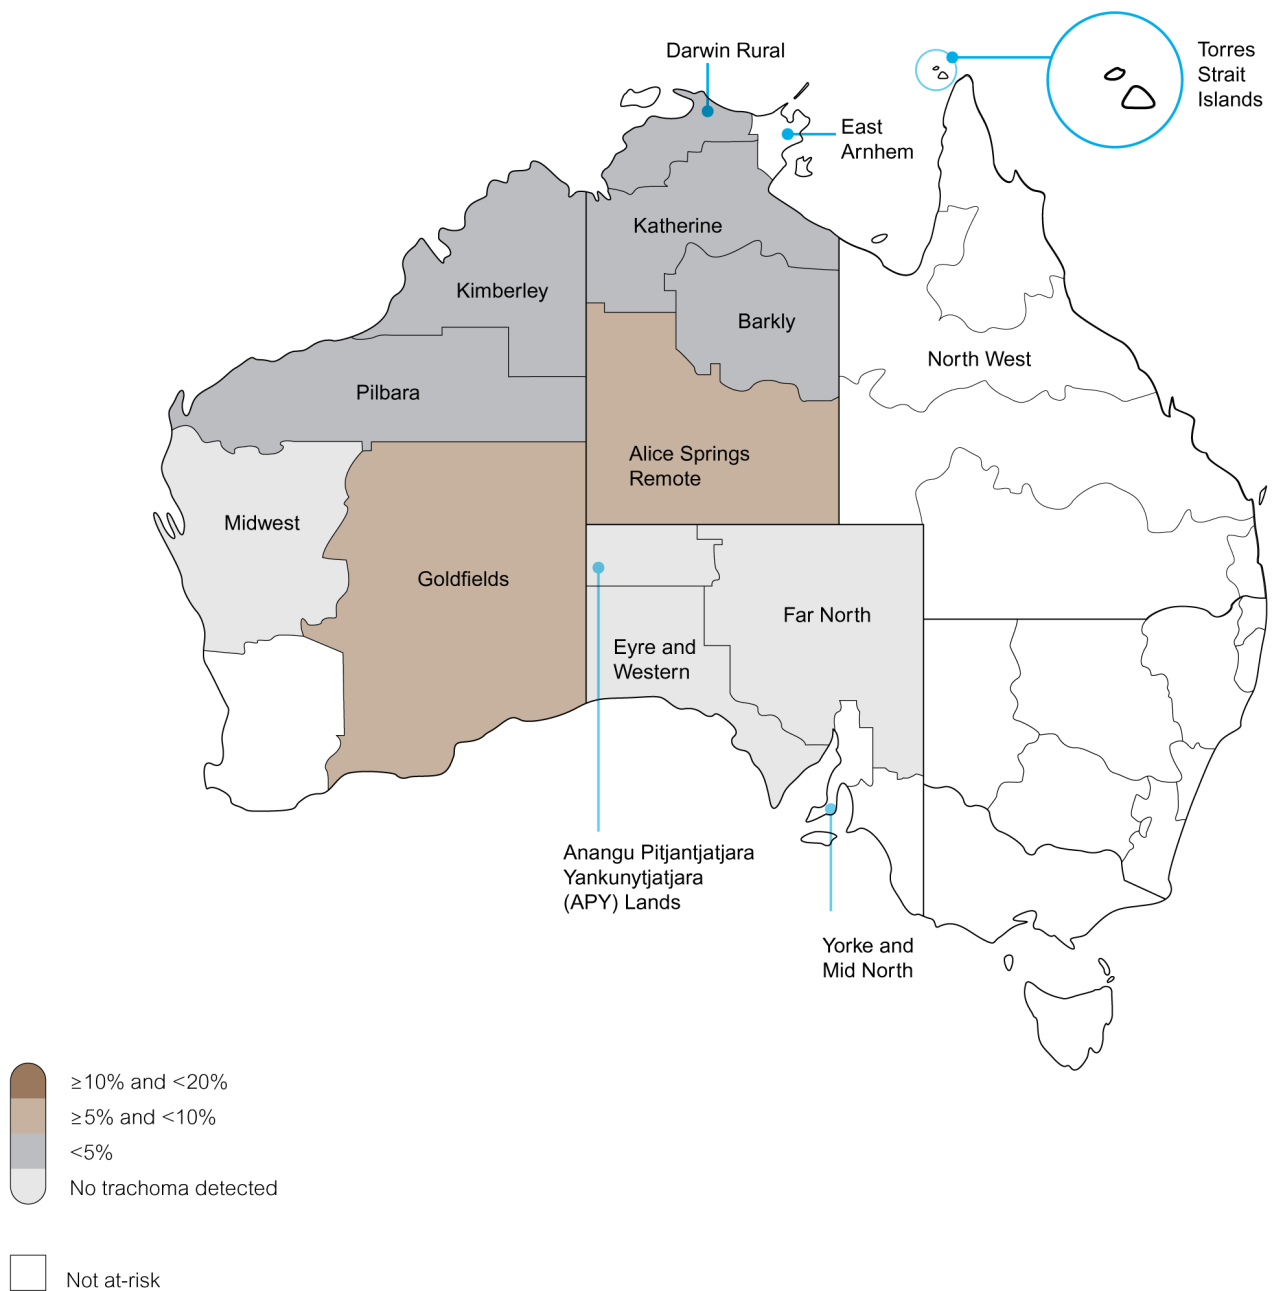 Darwin Rural
Torres
Strait
Islands
East
Arnhem
Katherine
Kimberley
Barkly
North West
Pilbara
Alice Springs
Remote
Midwest
Goldfields
Far North
Eyre and
Western
Anangu Pitjantjatjara
Yankunytjatjara
(APY) Lands
Yorke and
Mid North
≥10% and <20%
≥5% and <10%
<5%
No trachoma detected
Not at-risk